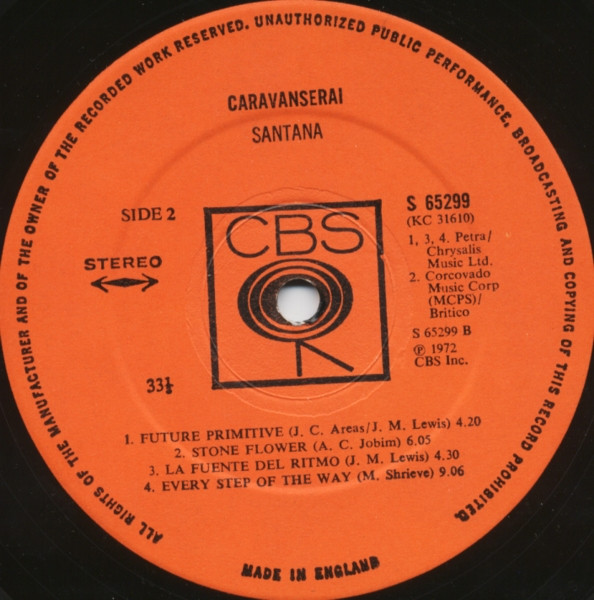 ALL RIGHTS OF THE MANUFACTURER AND OF THE OWNER OF THE RECORDED WORK RESERVED. UNAUTHORIZED PUBLIC PERFORMANCE, BROADCASTING AND COPYING OF THIS RECORD PROHIBITED.
CARAVANSERAI
SANTANA
SIDE 2
STEREO
33⅓
CBS
S 65299
(KC 31610)
1, 3, 4. Petra/
Chrysalis
Music Ltd.
2. Corcovado
Music Corp
(MCPS)/
Britico
S 65299 B
℗ 1972
CBS Inc.
1. FUTURE PRIMITIVE (J. C. Areas/J. M. Lewis) 4.20
2. STONE FLOWER (A. C. Jobim) 6.05
3. LA FUENTE DEL RITMO (J. M. Lewis) 4.30
4. EVERY STEP OF THE WAY (M. Shrieve) 9.06
MADE IN ENGLAND